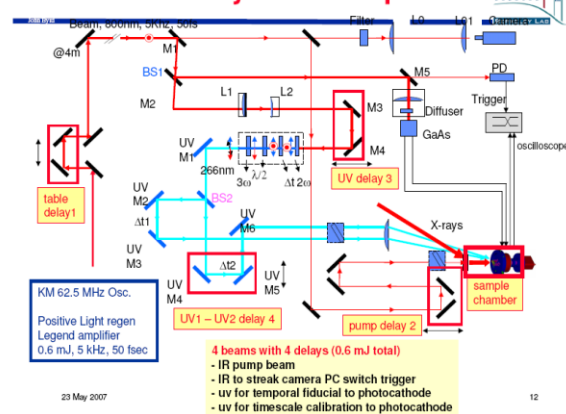 Beam, 800nm, 5KHz, 50fs
Filter
L0
L01
Camera
@4m
M1
BS1
M5
PD
M2
L1
L2
M3
Trigger
Diffuser
GaAs
oscilloscope
UV
M1
M4
266nm
3ω
λ/2
Δt
2ω
UV delay 3
table
delay1
UV
M2
BS2
Δt1
UV
M6
X-rays
UV
M3
Δt2
UV
M4
UV
M5
sample
chamber
UV1 – UV2 delay 4
pump delay 2
KM 62.5 MHz Osc.
Positive Light regen
Legend amplifier
0.6 mJ, 5 kHz, 50 fsec
4 beams with 4 delays (0.6 mJ total)
- IR pump beam
- IR to streak camera PC switch trigger
- uv for temporal fiducial to photocathode
- uv for timescale calibration to photocathode
23 May 2007
12